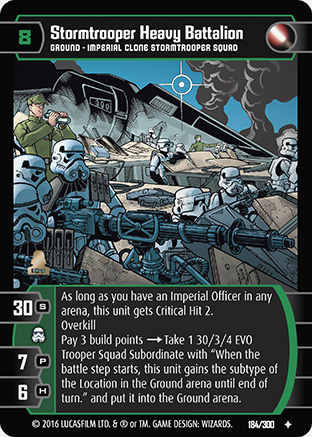 8
Stormtrooper Heavy Battalion
GROUND - IMPERIAL CLONE STORMTROOPER SQUAD
30 S
7 P
6 H
As long as you have an Imperial Officer in any
arena, this unit gets Critical Hit 2.
Overkill
Pay 3 build points → Take 1 30/3/4 EVO
Trooper Squad Subordinate with “When the
battle step starts, this unit gains the subtype of
the Location in the Ground arena until end of
turn.” and put it into the Ground arena.
© 2016 LUCASFILM LTD. & ® or TM. GAME DESIGN: WIZARDS. 184/300